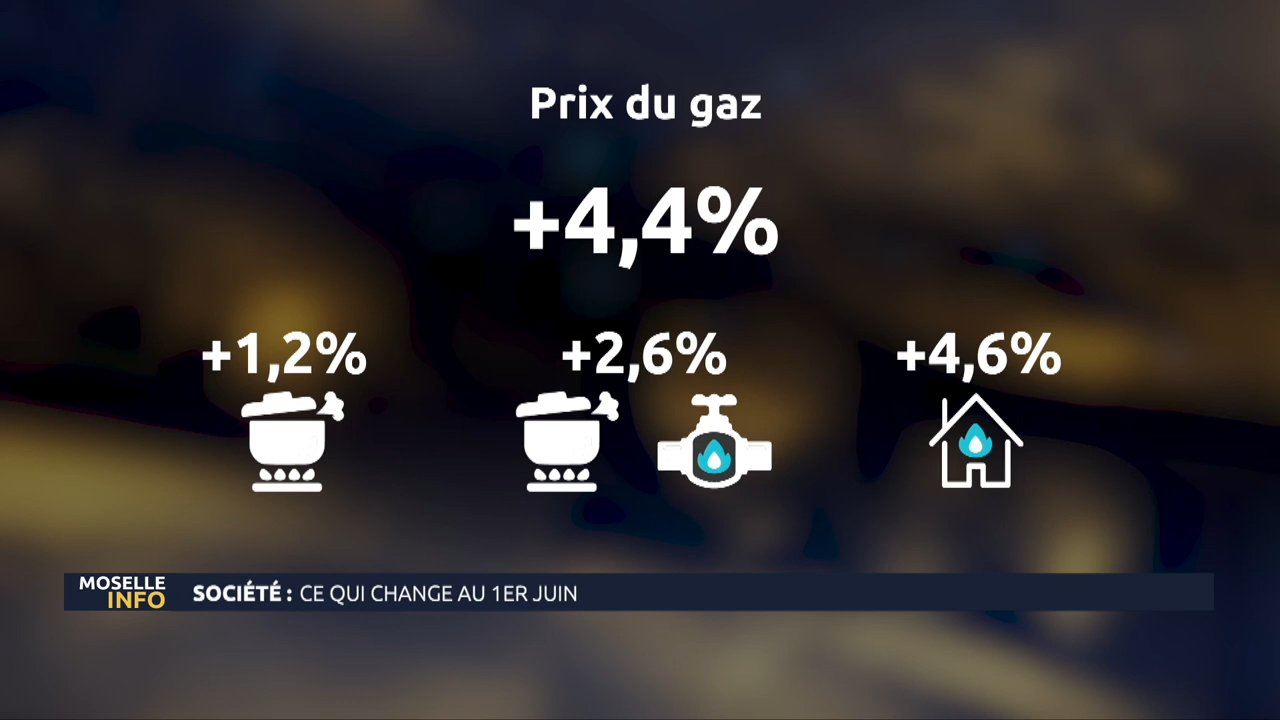 Prix du gaz
+4,4%
+1,2%
+2,6%
+4,6%
MOSELLE
INFO
SOCIÉTÉ : CE QUI CHANGE AU 1ER JUIN